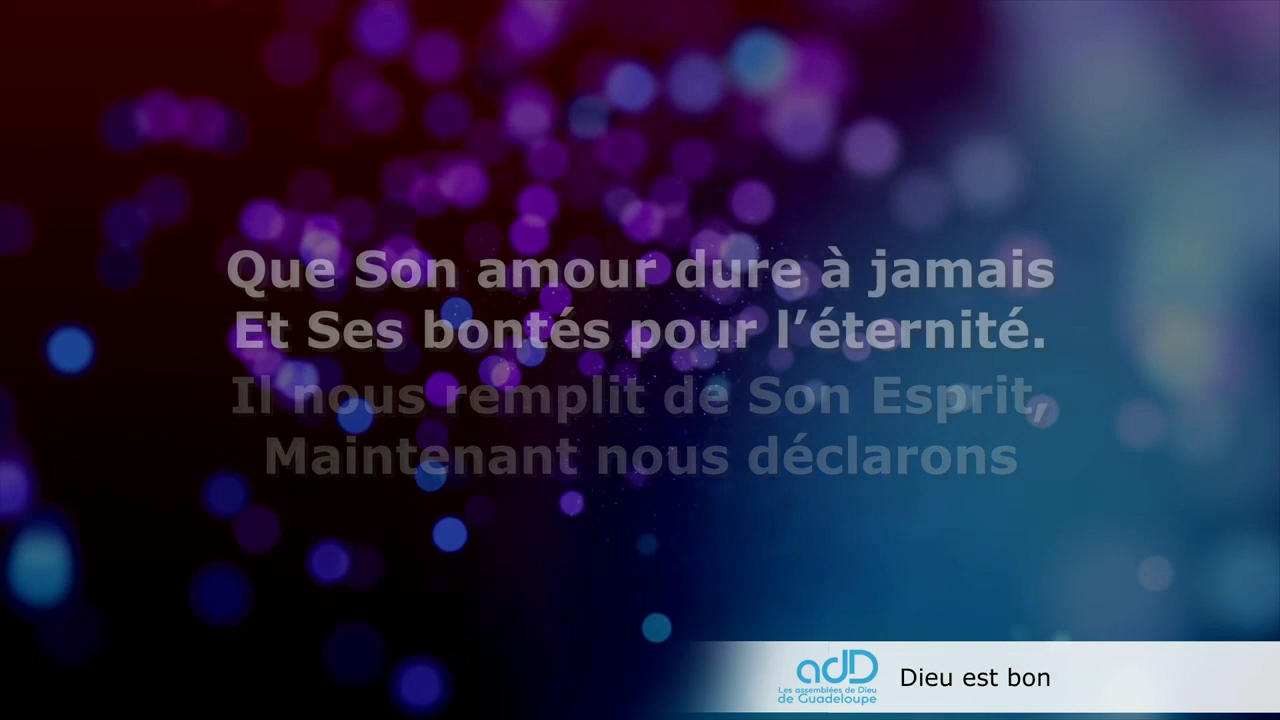 Que Son amour dure à jamais
Et Ses bontés pour l’éternité.
Il nous remplit de Son Esprit,
Maintenant nous déclarons
adD
Les assemblées de Dieu
de Guadeloupe
Dieu est bon